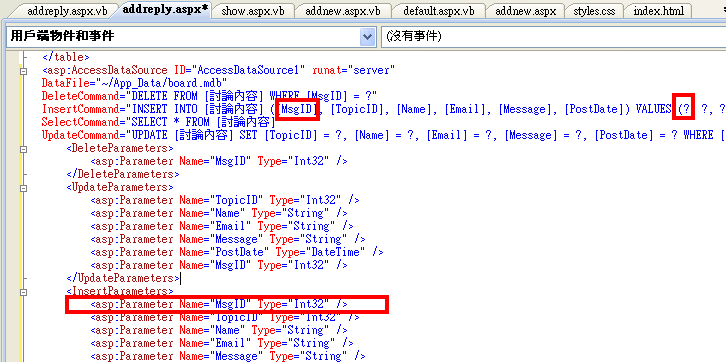 addreply.aspx.vb addreply.aspx* show.aspx.vb addnew.aspx.vb default.aspx.vb addnew.aspx styles.css index.html
用戶端物件和事件 (沒有事件)
</table>
<asp:AccessDataSource ID="AccessDataSource1" runat="server"
DataFile="~/App_Data/board.mdb"
DeleteCommand="DELETE FROM [討論內容] WHERE [MsgID] = ?"
InsertCommand="INSERT INTO [討論內容] ([MsgID], [TopicID], [Name], [Email], [Message], [PostDate]) VALUES (?, ?, ?
SelectCommand="SELECT * FROM [討論內容]"
UpdateCommand="UPDATE [討論內容] SET [TopicID] = ?, [Name] = ?, [Email] = ?, [Message] = ?, [PostDate] = ? WHERE [
<DeleteParameters>
<asp:Parameter Name="MsgID" Type="Int32" />
</DeleteParameters>
<UpdateParameters>
<asp:Parameter Name="TopicID" Type="Int32" />
<asp:Parameter Name="Name" Type="String" />
<asp:Parameter Name="Email" Type="String" />
<asp:Parameter Name="Message" Type="String" />
<asp:Parameter Name="PostDate" Type="DateTime" />
<asp:Parameter Name="MsgID" Type="Int32" />
</UpdateParameters>
<InsertParameters>
<asp:Parameter Name="MsgID" Type="Int32" />
<asp:Parameter Name="TopicID" Type="Int32" />
<asp:Parameter Name="Name" Type="String" />
<asp:Parameter Name="Email" Type="String" />
<asp:Parameter Name="Message" Type="String" />